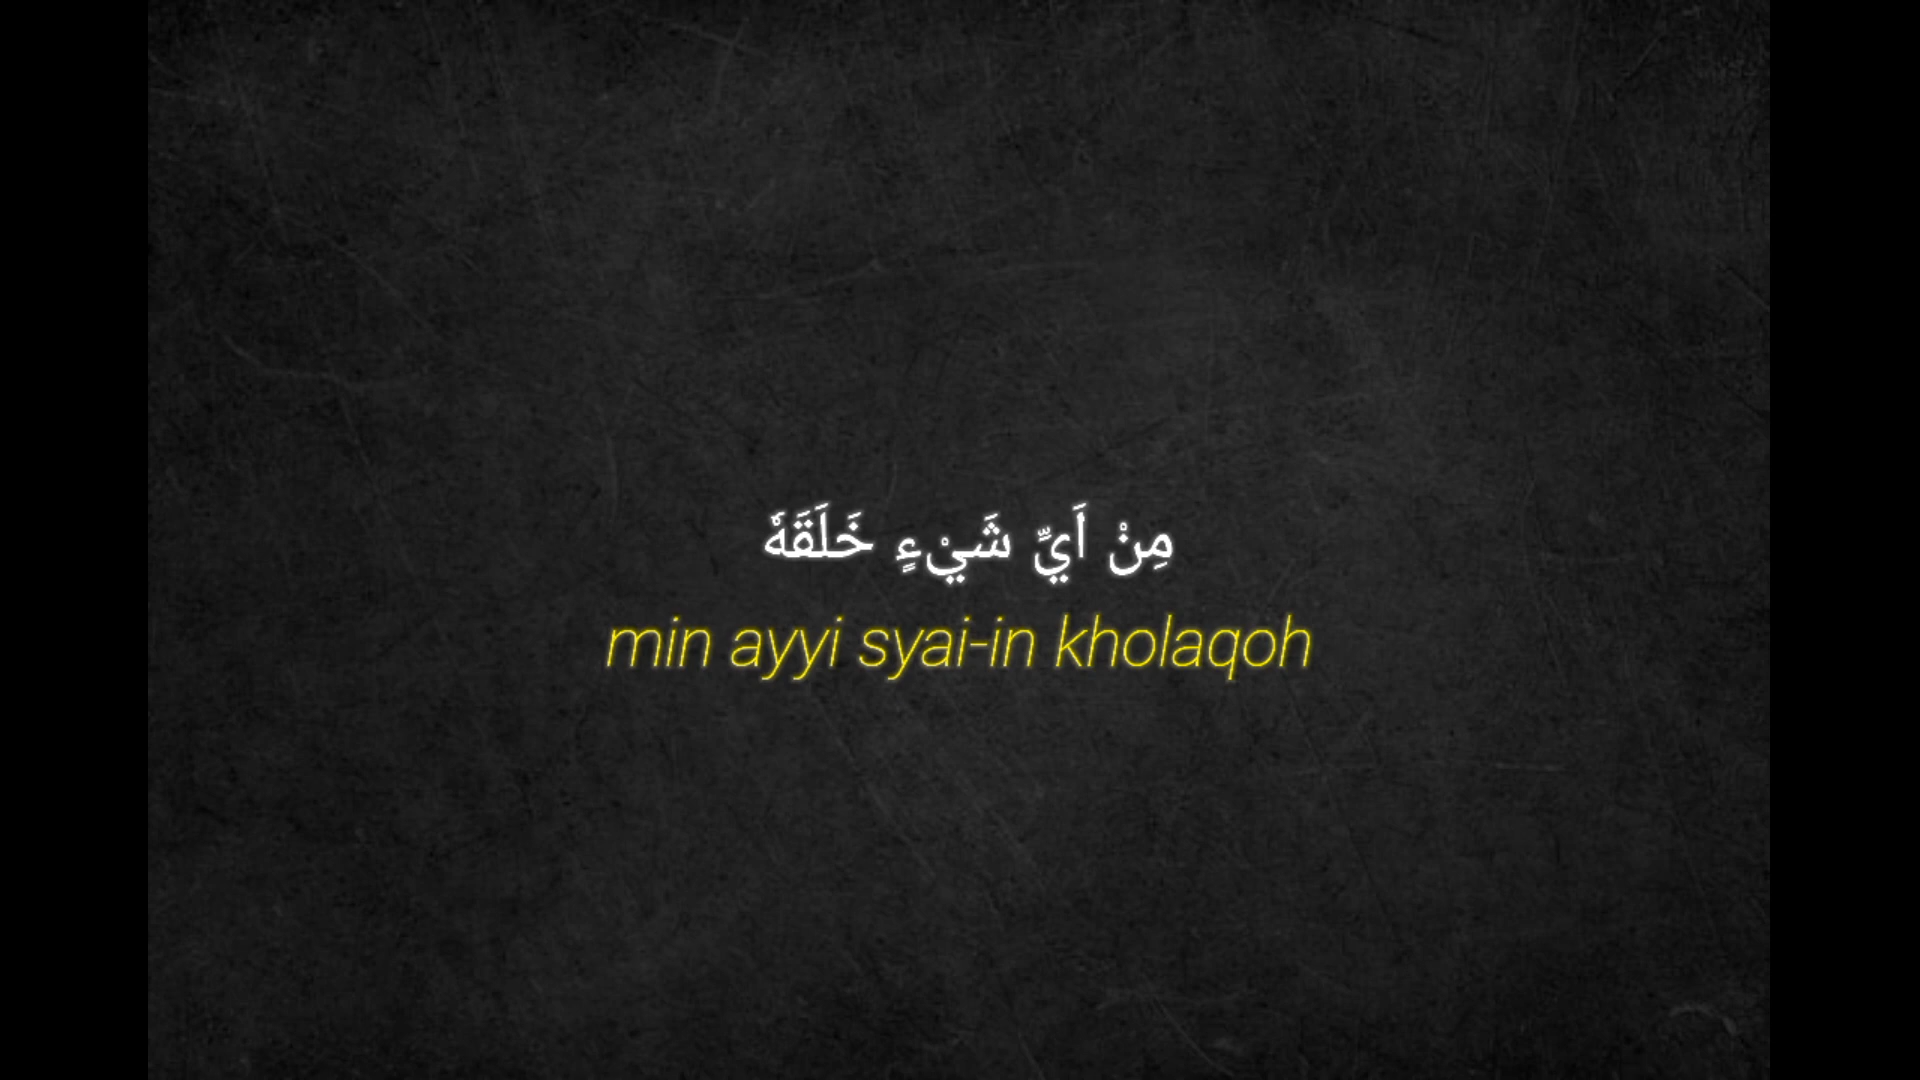 مِنْ اَيِّ شَيْءٍ خَلَقَهٗ
min ayyi syai-in kholaqoh